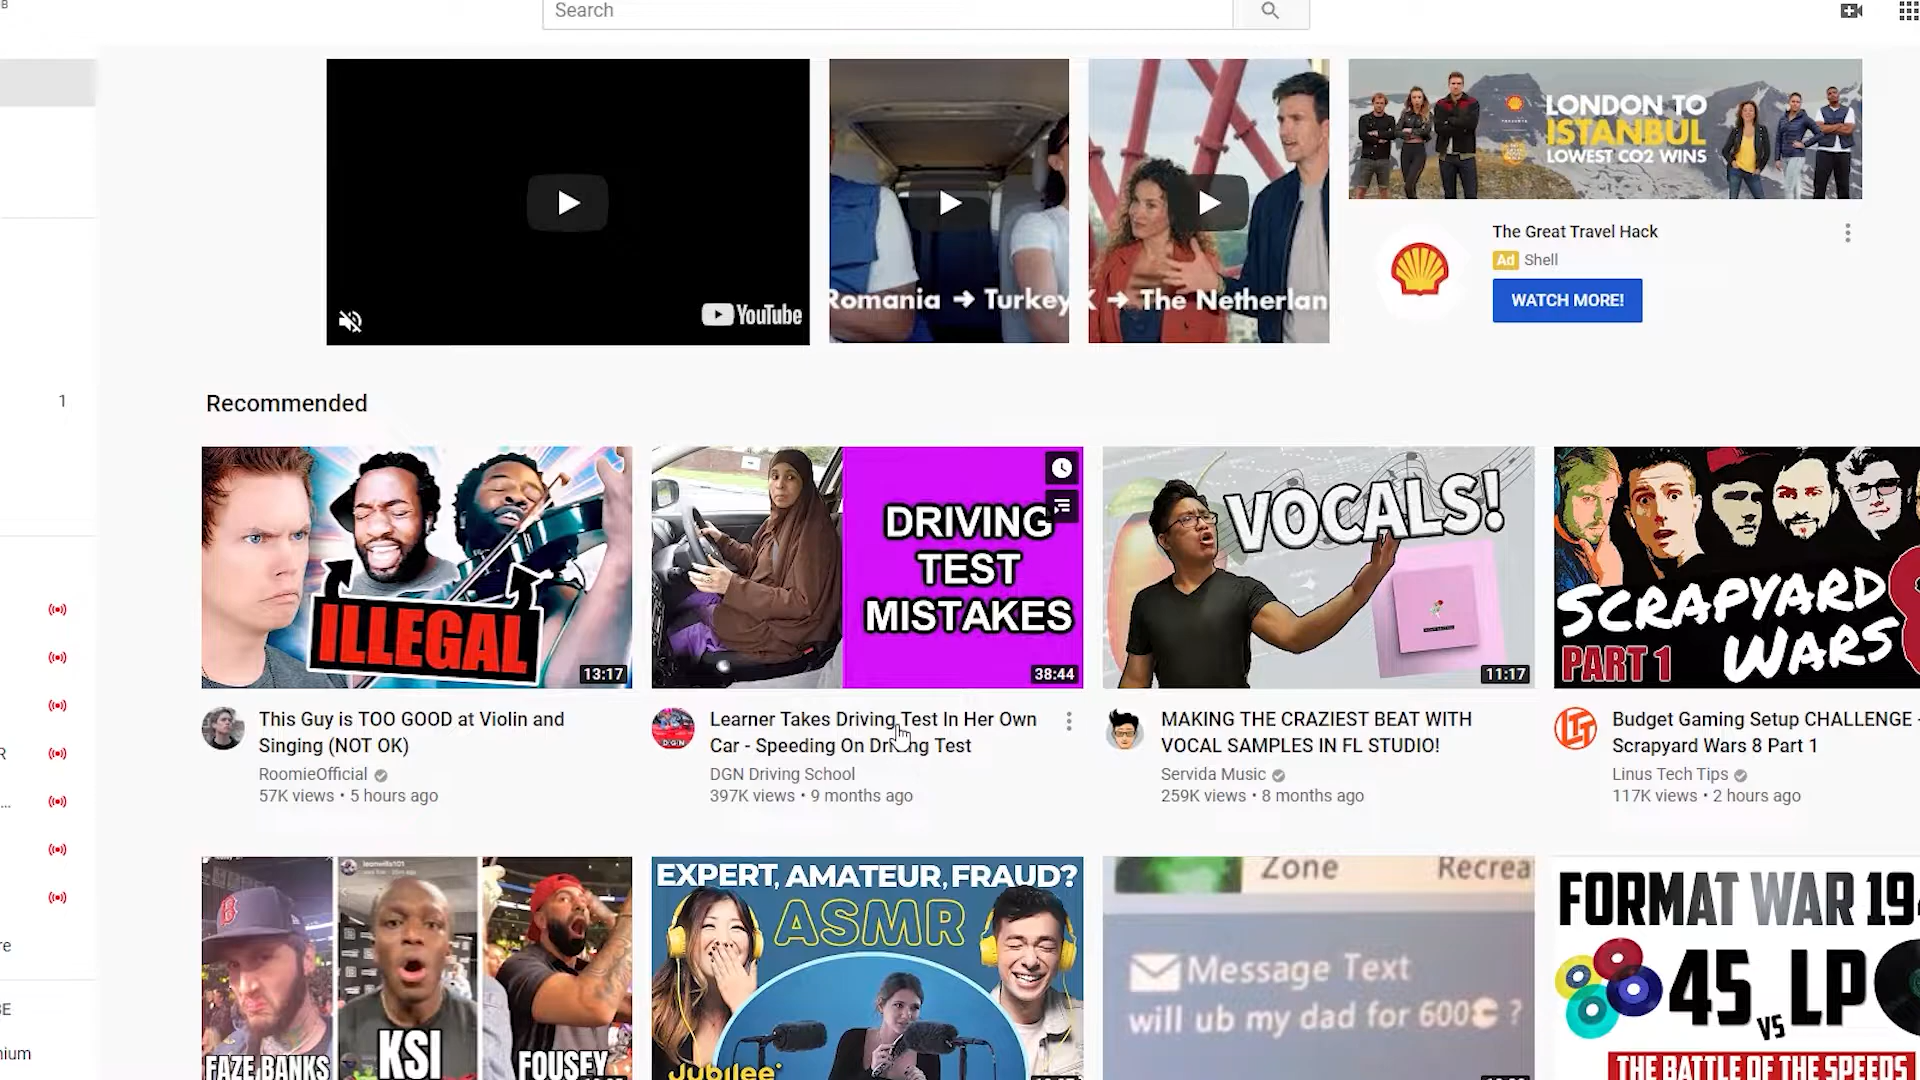 Search
LONDON TO
ISTANBUL
LOWEST CO2 WINS
Romania → Turkey
→ The Netherlan
YouTube
The Great Travel Hack
Ad Shell
WATCH MORE!
Recommended
1
ILLEGAL
13:17
DRIVING
TEST
MISTAKES
38:44
VOCALS!
11:17
SCRAPYARD
WARS
PART 1
This Guy is TOO GOOD at Violin and
Singing (NOT OK)
RoomieOfficial
57K views • 5 hours ago
DGN
Learner Takes Driving Test In Her Own
Car - Speeding On Driving Test
DGN Driving School
397K views • 9 months ago
MAKING THE CRAZIEST BEAT WITH
VOCAL SAMPLES IN FL STUDIO!
Servida Music
259K views • 8 months ago
Budget Gaming Setup CHALLENGE -
Scrapyard Wars 8 Part 1
Linus Tech Tips
117K views • 2 hours ago
FAZE BANKS
KSI
FOUSEY
EXPERT, AMATEUR, FRAUD?
ASMR
Jubilee
Zone Recrea
Message Text
will ub my dad for 600€ ?
FORMAT WAR 194
45 vs LP
THE BATTLE OF THE SPEEDS